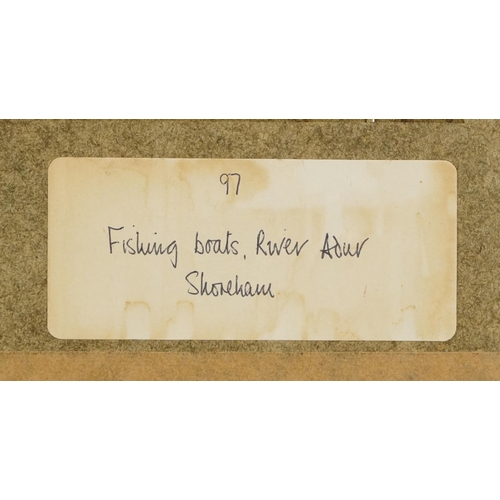 97
Fishing boats, River Adur
Shoreham